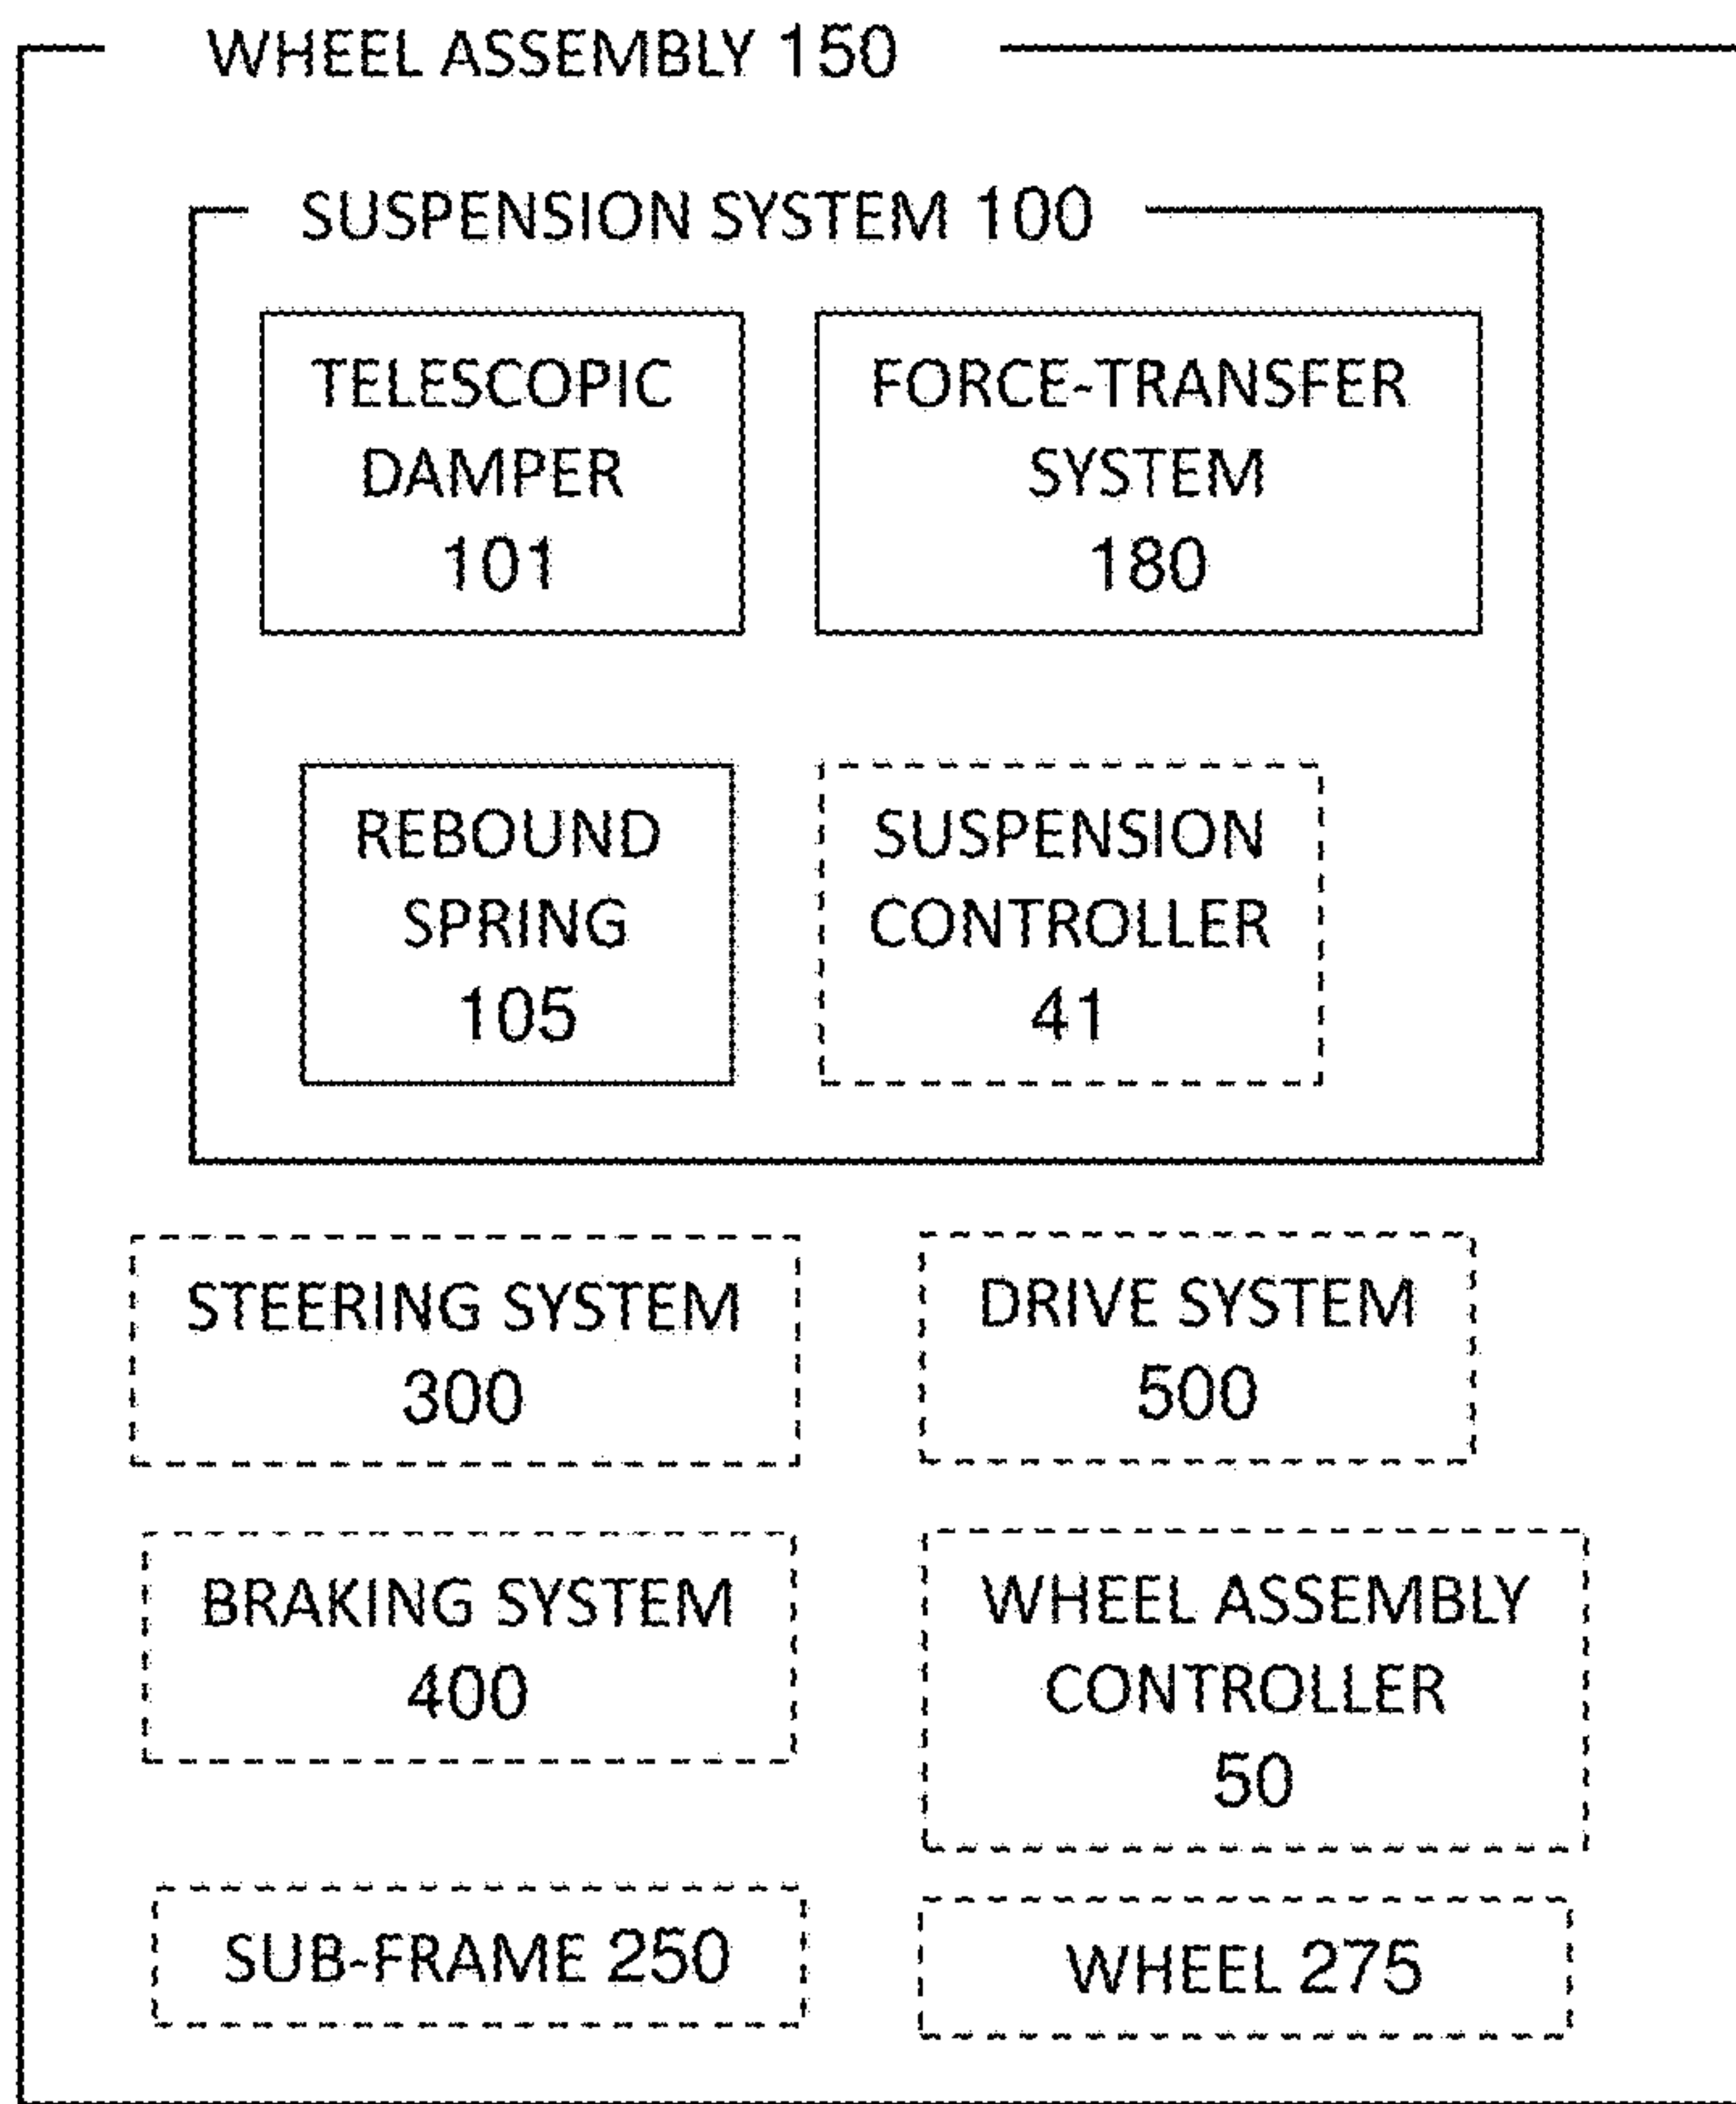 WHEEL ASSEMBLY 150
SUSPENSION SYSTEM 100
TELESCOPIC
DAMPER
101
FORCE-TRANSFER
SYSTEM
180
REBOUND
SPRING
105
SUSPENSION
CONTROLLER
41
STEERING SYSTEM
300
DRIVE SYSTEM
500
BRAKING SYSTEM
400
WHEEL ASSEMBLY
CONTROLLER
50
SUB-FRAME 250
WHEEL 275